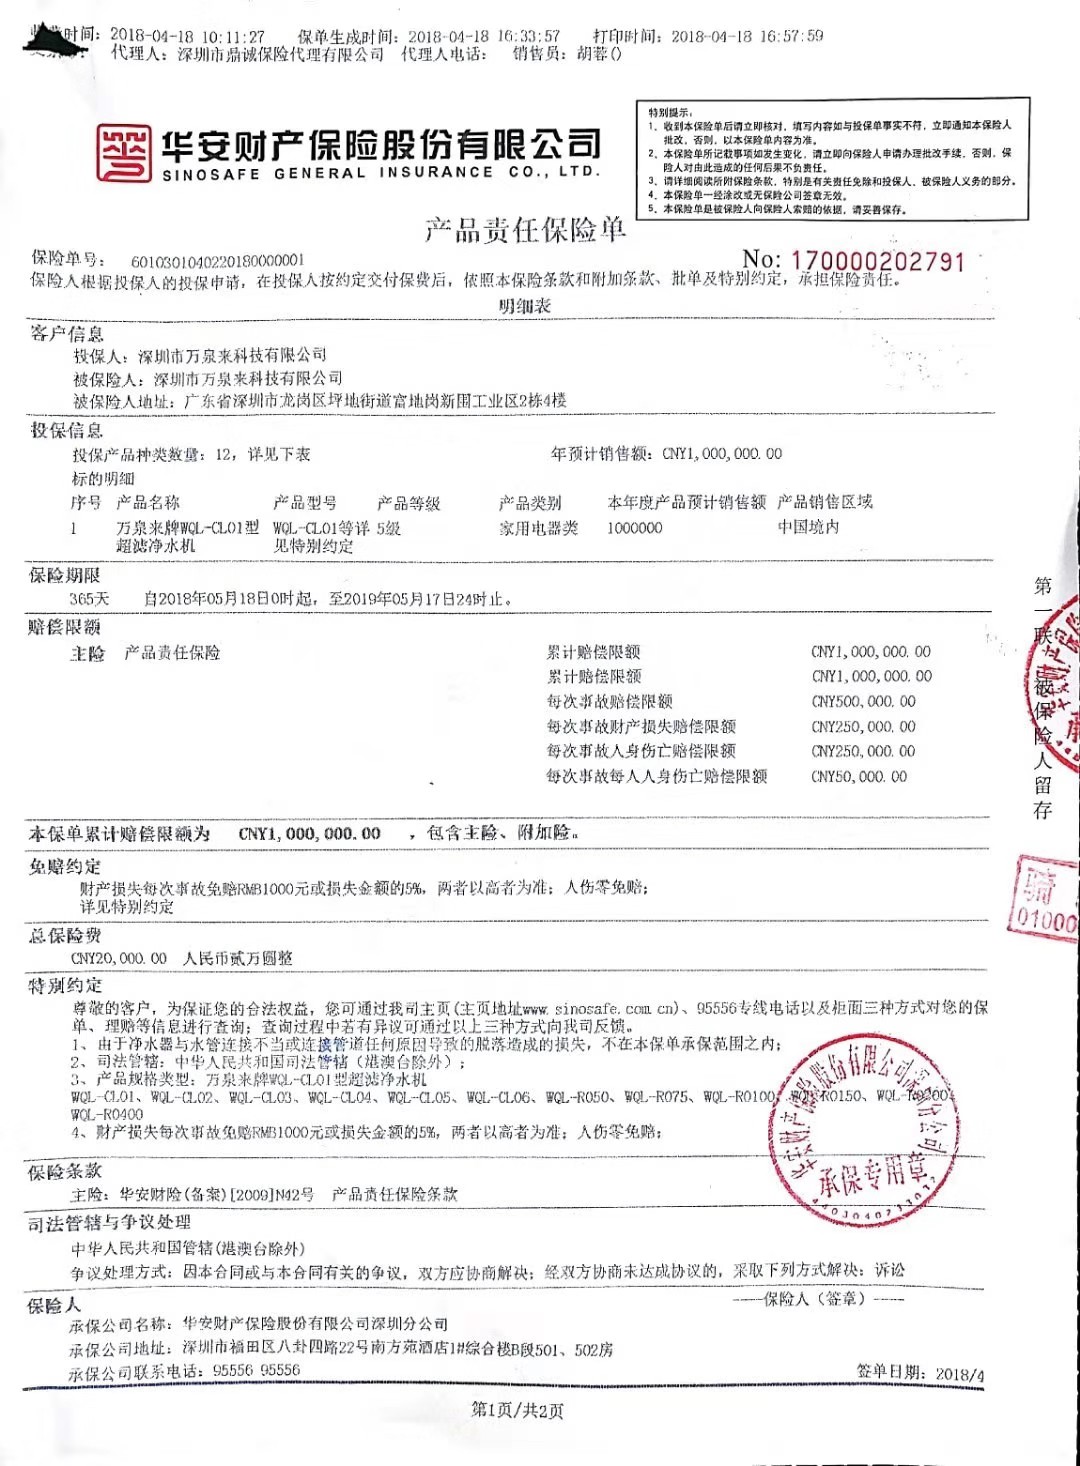 时间：2018-04-18 10:11:27 保单生成时间：2018-04-18 16:33:57 打印时间：2018-04-18 16:57:59
代理人：深圳市鼎诚保险代理有限公司 代理人电话： 销售员：胡蓉()
华安财产保险股份有限公司
SINOSAFE GENERAL INSURANCE CO., LTD.
特别提示：
1、收到本保险单后请立即核对，填写内容如与投保单事实不符，立即通知本保险人
批改，否则，以本保险单内容为准。
2、本保险单所记载事项如发生变化，请立即向保险人申请办理批改手续，否则，保
险人对由此造成的任何后果不负责任。
3、请详细阅读所附保险条款，特别是有关责任免除和投保人、被保险人义务的部分。
4、本保险单一经涂改或无保险公司签章无效。
5、本保险单是被保险人向保险人索赔的依据，请妥善保存。
产品责任保险单
保险单号： 6010301040220180000001
No: 170000202791
保险人根据投保人的投保申请，在投保人按约定交付保费后，依照本保险条款和附加条款、批单及特别约定，承担保险责任。
明细表
客户信息
投保人：深圳市万泉来科技有限公司
被保险人：深圳市万泉来科技有限公司
被保险人地址：广东省深圳市龙岗区坪地街道富地岗新围工业区2栋4楼
投保信息
投保产品种类数量：12，详见下表 年预计销售额：CNY1,000,000.00
标的明细
序号 产品名称 产品型号 产品等级 产品类别 本年度产品预计销售额 产品销售区域
1 万泉来牌WQL-CL01型 WQL-CL01等详 5级 家用电器类 1000000 中国境内
超滤净水机 见特别约定
保险期限
365天 自2018年05月18日0时起，至2019年05月17日24时止。
赔偿限额
主险 产品责任保险 累计赔偿限额 CNY1,000,000.00
累计赔偿限额 CNY1,000,000.00
每次事故赔偿限额 CNY500,000.00
每次事故财产损失赔偿限额 CNY250,000.00
每次事故人身伤亡赔偿限额 CNY250,000.00
每次事故每人人身伤亡赔偿限额 CNY50,000.00
本保单累计赔偿限额为 CNY1,000,000.00 ，包含主险、附加险。
免赔约定
财产损失每次事故免赔RMB1000元或损失金额的5%，两者以高者为准；人伤零免赔；
详见特别约定
总保险费
CNY20,000.00 人民币贰万圆整
特别约定
尊敬的客户，为保证您的合法权益，您可通过我司主页(主页地址www.sinosafe.com.cn)、95556专线电话以及柜面三种方式对您的保
单、理赔等信息进行查询；查询过程中若有异议可通过以上三种方式向我司反馈。
1、由于净水器与水管连接不当或连接管道任何原因导致的脱落造成的损失，不在本保单承保范围之内；
2、司法管辖：中华人民共和国司法管辖（港澳台除外）；
3、产品规格类型：万泉来牌WQL-CL01型超滤净水机
WQL-CL01、WQL-CL02、WQL-CL03、WQL-CL04、WQL-CL05、WQL-CL06、WQL-RO50、WQL-RO75、WQL-RO100、WQL-RO150、WQL-RO200、
WQL-RO400
4、财产损失每次事故免赔RMB1000元或损失金额的5%，两者以高者为准；人伤零免赔；
保险条款
主险：华安财险(备案)[2009]N42号 产品责任保险条款
司法管辖与争议处理
中华人民共和国管辖(港澳台除外)
争议处理方式：因本合同或与本合同有关的争议，双方应协商解决；经双方协商未达成协议的，采取下列方式解决：诉讼
保险人
——保险人（签章）——
承保公司名称：华安财产保险股份有限公司深圳分公司
承保公司地址：深圳市福田区八卦四路22号南方苑酒店1#综合楼B段501、502房
承保公司联系电话：95556 95556
签单日期：2018/4
第1页/共2页
第一联 被保险人留存
华安财产保险股份有限公司深圳分公司
承保专用章
01000